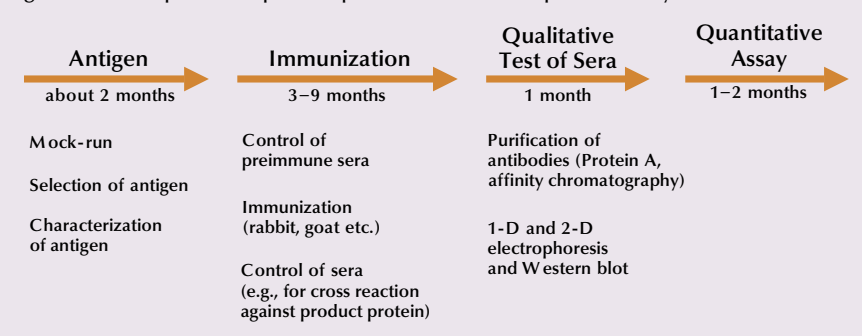 Antigen
about 2 months
Mock-run
Selection of antigen
Characterization
of antigen
Immunization
3–9 months
Control of
preimmune sera
Immunization
(rabbit, goat etc.)
Control of sera
(e.g., for cross reaction
against product protein)
Qualitative
Test of Sera
1 month
Purification of
antibodies (Protein A,
affinity chromatography)
1-D and 2-D
electrophoresis
and Western blot
Quantitative
Assay
1–2 months